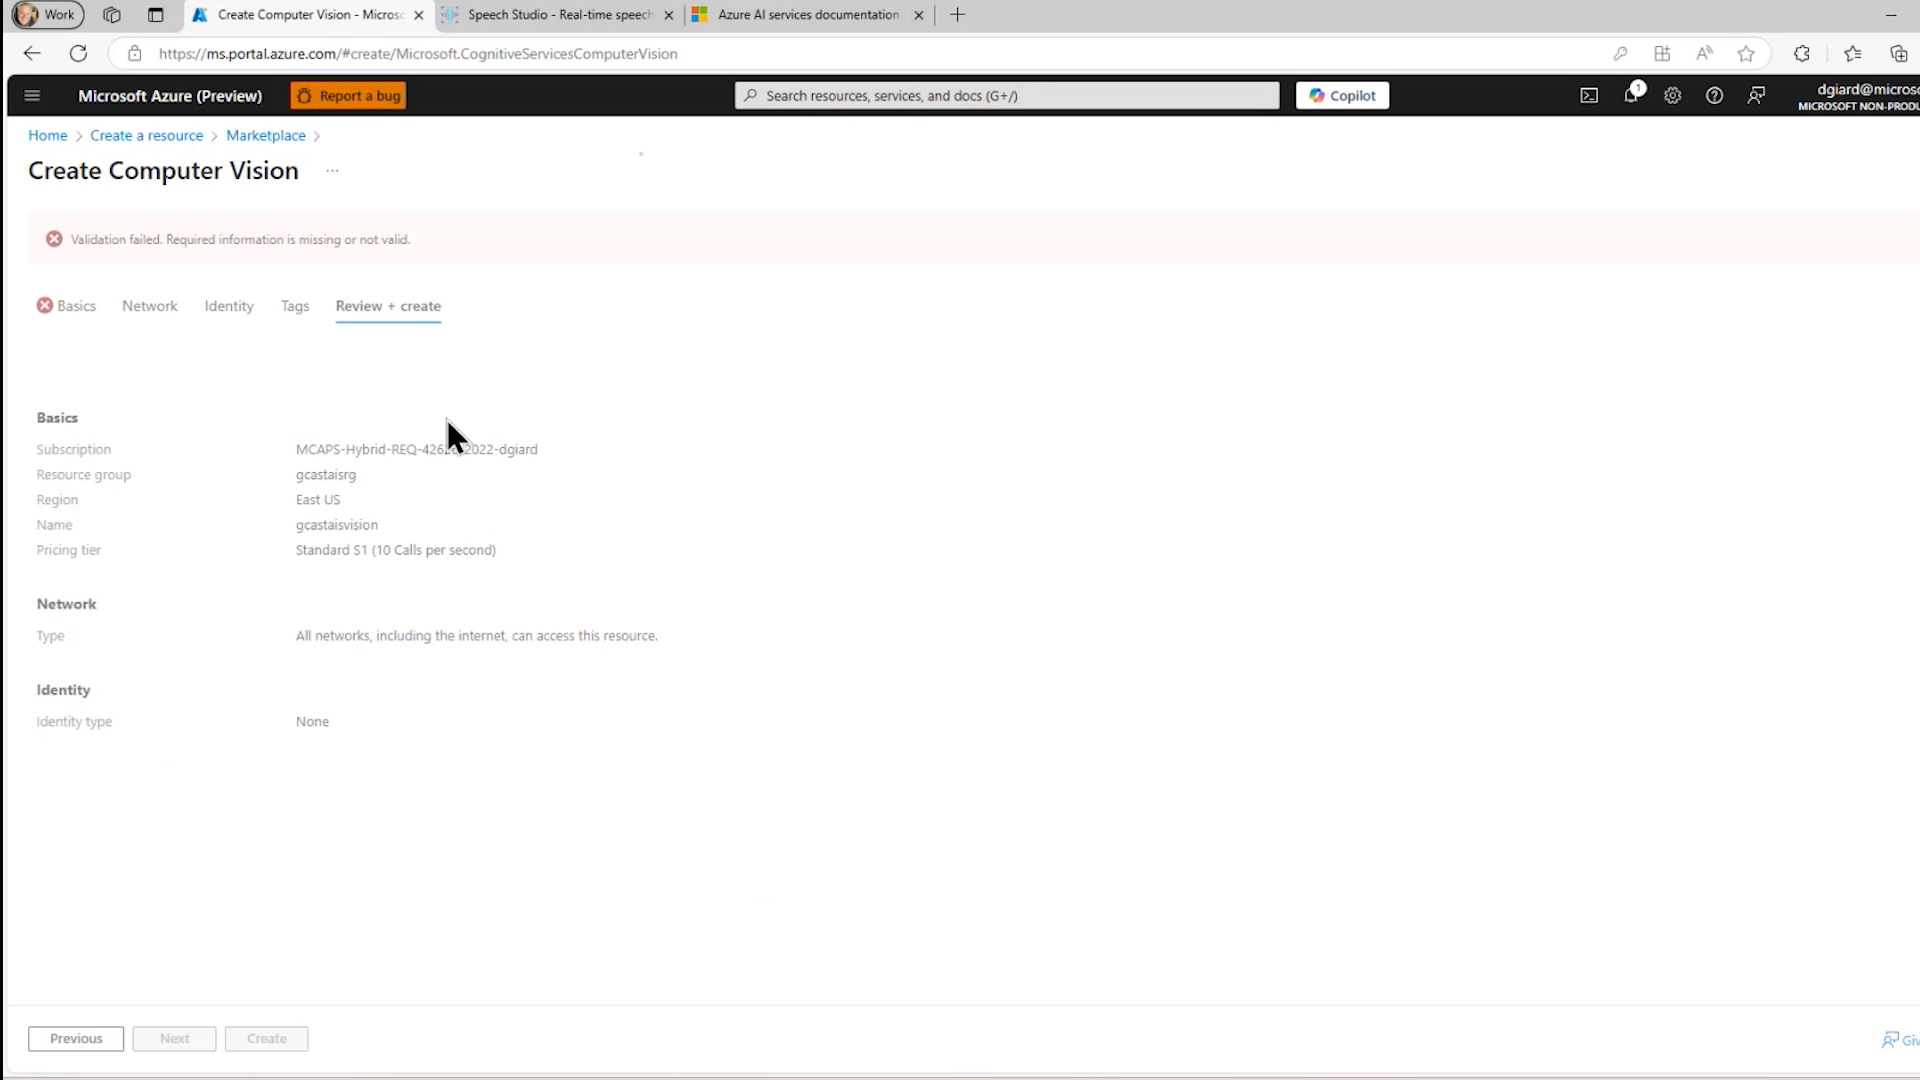 Work
Create Computer Vision - Micros
Speech Studio - Real-time speech
Azure AI services documentation
https://ms.portal.azure.com/#create/Microsoft.CognitiveServicesComputerVision
Microsoft Azure (Preview)
Report a bug
Search resources, services, and docs (G+/)
Copilot
1
dgiard@microso
MICROSOFT NON-PRODU
Home > Create a resource > Marketplace >
Create Computer Vision ...
Validation failed. Required information is missing or not valid.
Basics Network Identity Tags Review + create
Basics
Subscription MCAPS-Hybrid-REQ- 2022-dgiard
Resource group gcastaisrg
Region East US
Name gcastaisvision
Pricing tier Standard S1 (10 Calls per second)
Network
Type All networks, including the internet, can access this resource.
Identity
Identity type None
Previous Next Create
Giv